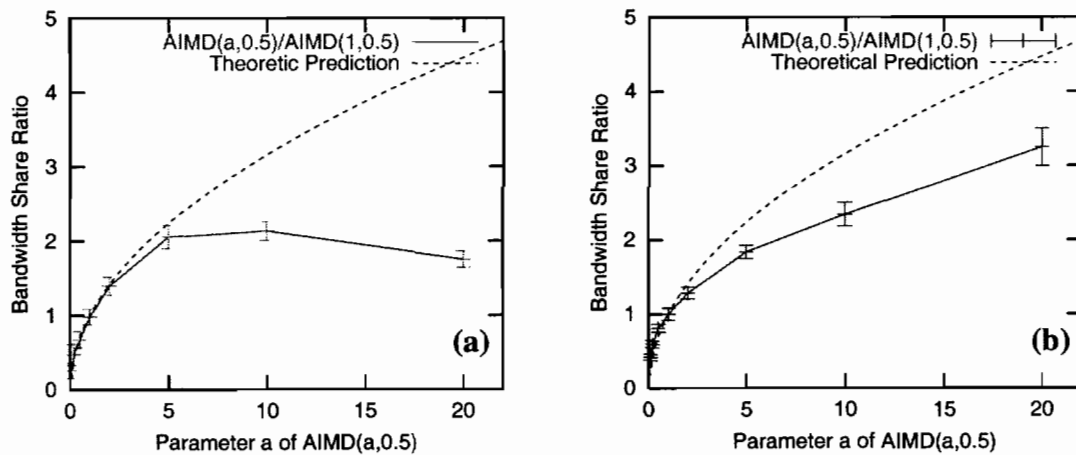 5
4
3
2
1
0
0
5
10
15
20
Bandwidth Share Ratio
Parameter a of AIMD(a,0.5)
AIMD(a,0.5)/AIMD(1,0.5)
Theoretic Prediction
(a)
5
4
3
2
1
0
0
5
10
15
20
Bandwidth Share Ratio
Parameter a of AIMD(a,0.5)
AIMD(a,0.5)/AIMD(1,0.5)
Theoretical Prediction
(b)